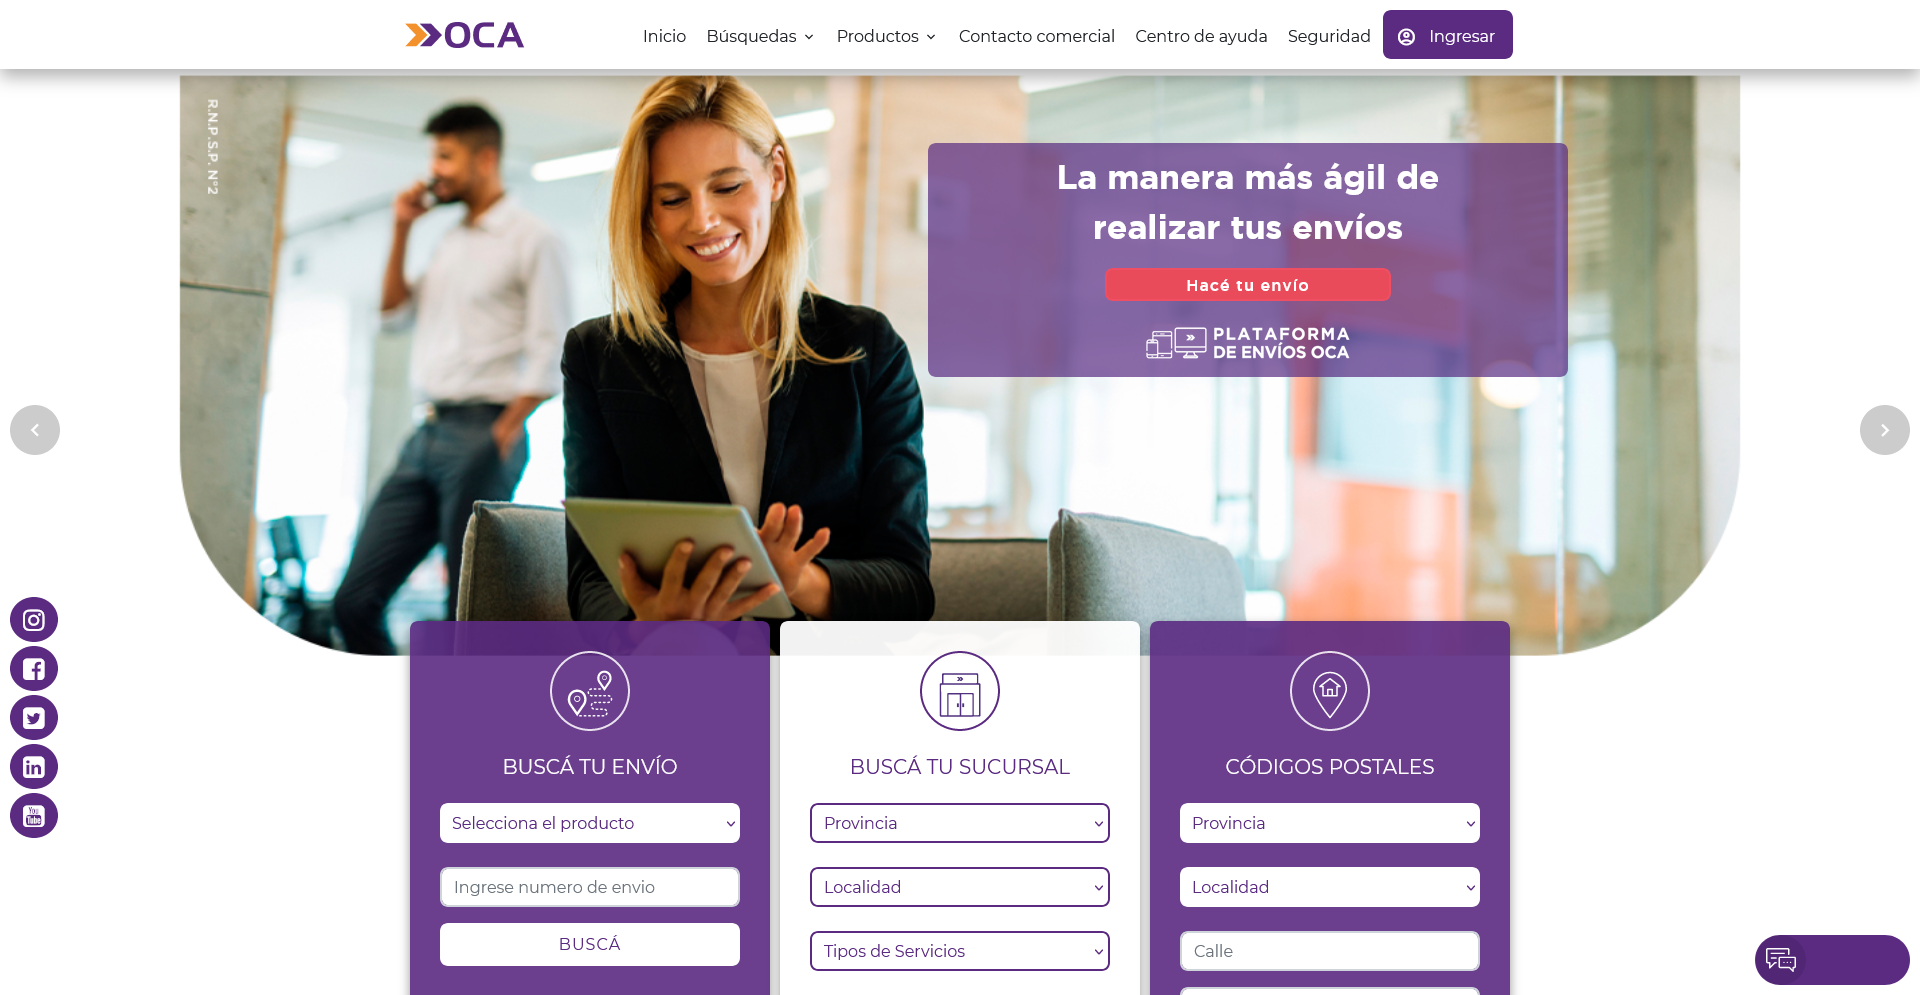 OCA
Inicio
Búsquedas
Productos
Contacto comercial
Centro de ayuda
Seguridad
Ingresar
R.N.P.S.P. N°2
La manera más ágil de
realizar tus envíos
Hacé tu envío
PLATAFORMA
DE ENVÍOS OCA
BUSCÁ TU ENVÍO
Selecciona el producto
Ingrese numero de envio
BUSCÁ
BUSCÁ TU SUCURSAL
Provincia
Localidad
Tipos de Servicios
CÓDIGOS POSTALES
Provincia
Localidad
Calle
You
Tube